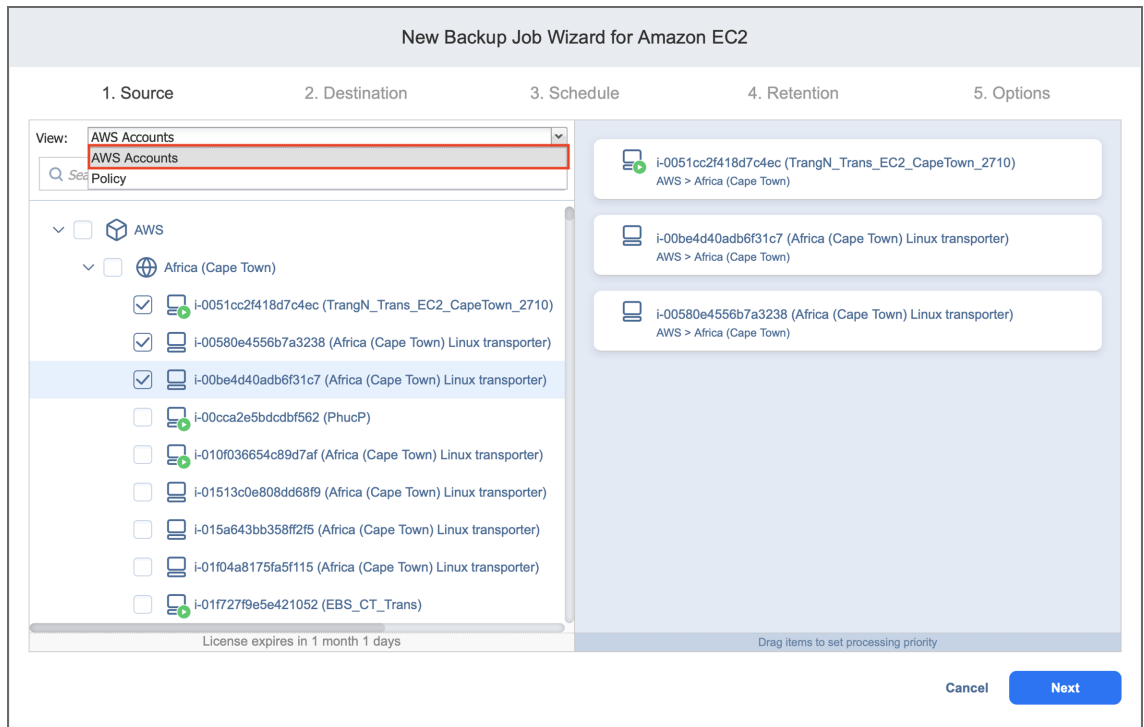 New Backup Job Wizard for Amazon EC2
1. Source
2. Destination
3. Schedule
4. Retention
5. Options
View:
AWS Accounts
AWS Accounts
Sea
Policy
AWS
Africa (Cape Town)
i-0051cc2f418d7c4ec (TrangN_Trans_EC2_CapeTown_2710)
i-00580e4556b7a3238 (Africa (Cape Town) Linux transporter)
i-00be4d40adb6f31c7 (Africa (Cape Town) Linux transporter)
i-00cca2e5bdcdbf562 (PhucP)
i-010f036654c89d7af (Africa (Cape Town) Linux transporter)
i-01513c0e808dd68f9 (Africa (Cape Town) Linux transporter)
i-015a643bb358ff2f5 (Africa (Cape Town) Linux transporter)
i-01f04a8175fa5f115 (Africa (Cape Town) Linux transporter)
i-01f727f9e5e421052 (EBS_CT_Trans)
License expires in 1 month 1 days
i-0051cc2f418d7c4ec (TrangN_Trans_EC2_CapeTown_2710)
AWS > Africa (Cape Town)
i-00be4d40adb6f31c7 (Africa (Cape Town) Linux transporter)
AWS > Africa (Cape Town)
i-00580e4556b7a3238 (Africa (Cape Town) Linux transporter)
AWS > Africa (Cape Town)
Drag items to set processing priority
Cancel
Next